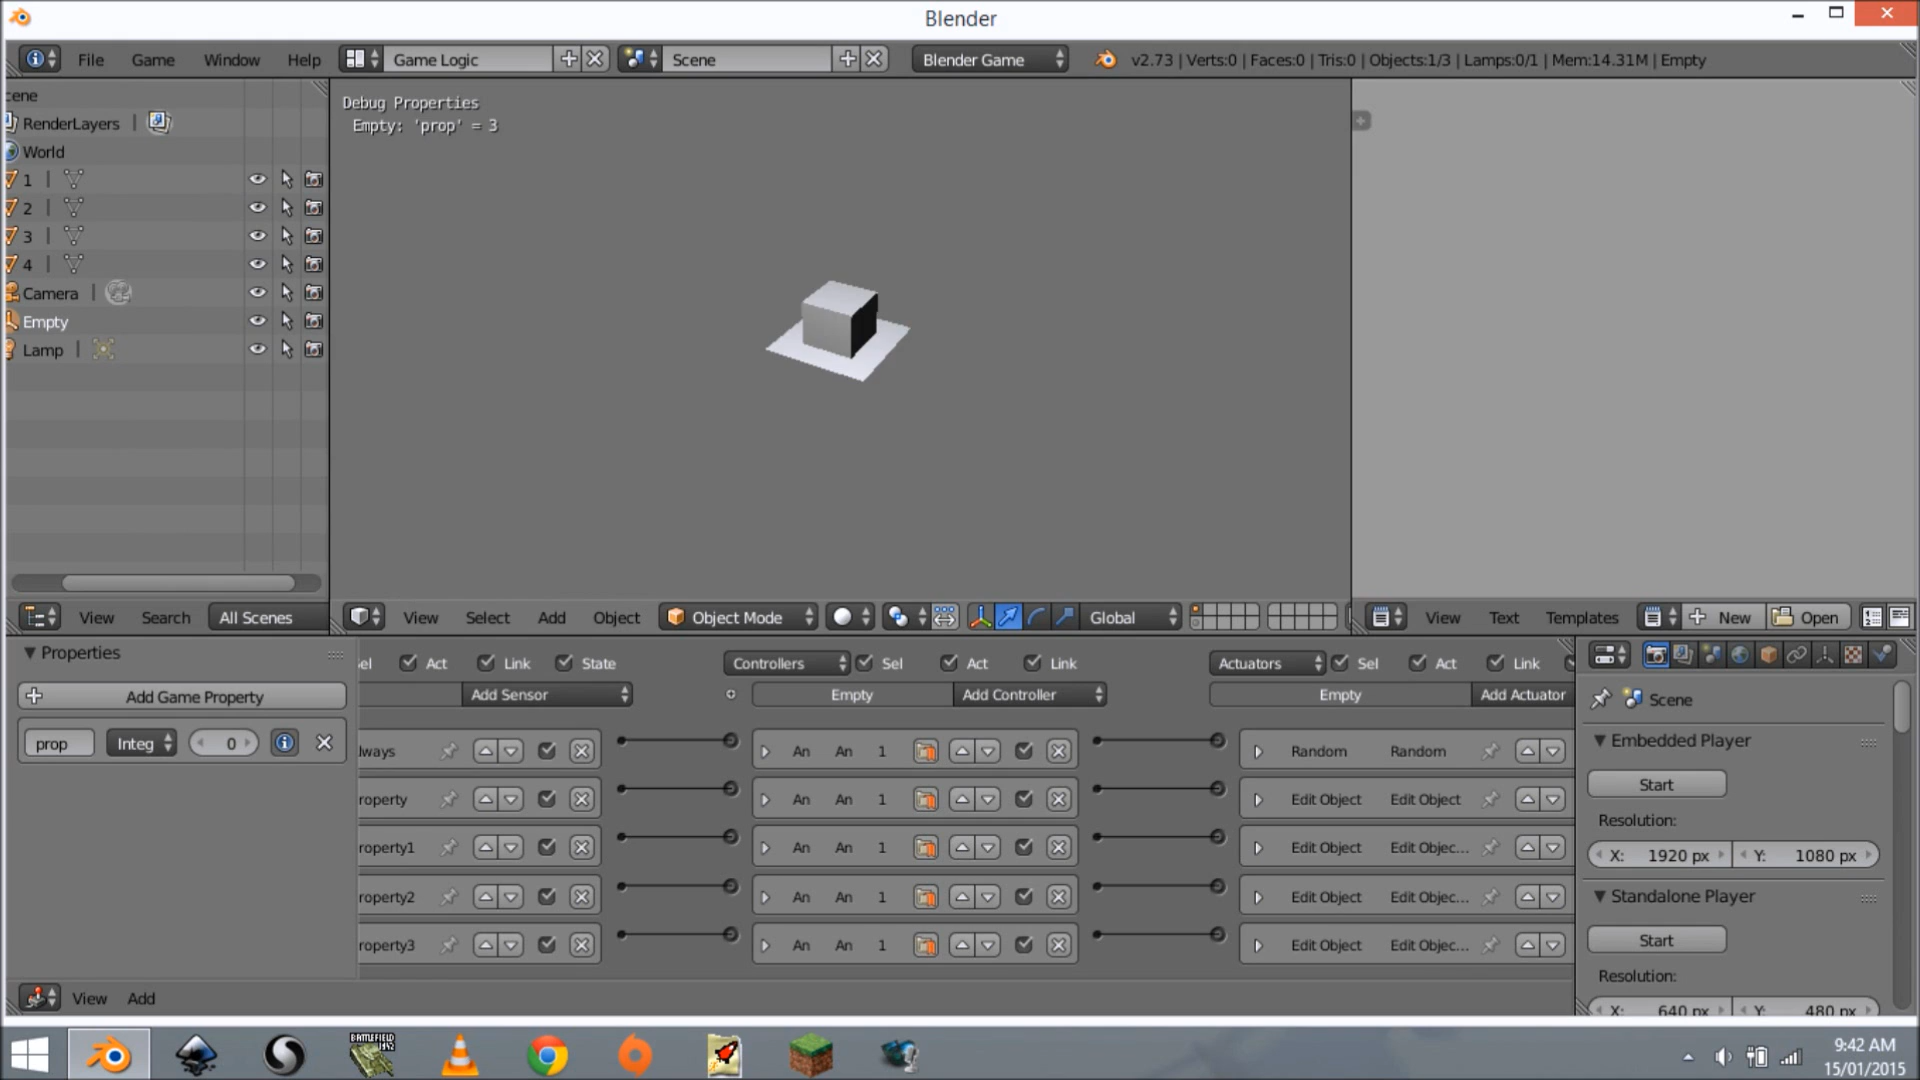 Blender
File Game Window Help Game Logic Scene Blender Game v2.73 | Verts:0 | Faces:0 | Tris:0 | Objects:1/3 | Lamps:0/1 | Mem:14.31M | Empty
cene
RenderLayers
World
1
2
3
4
Camera
Empty
Lamp
Debug Properties
Empty: 'prop' = 3
View Search All Scenes
View Select Add Object Object Mode Global
View Text Templates New Open
Properties
Add Game Property
prop Integ 0
el Act Link State Controllers Sel Act Link Actuators Sel Act Link
Add Sensor Empty Add Controller Empty Add Actuator
lways An An 1 Random Random
roperty An An 1 Edit Object Edit Object
roperty1 An An 1 Edit Object Edit Objec...
roperty2 An An 1 Edit Object Edit Objec...
roperty3 An An 1 Edit Object Edit Objec...
View Add
Scene
Embedded Player
Start
Resolution:
X: 1920 px Y: 1080 px
Standalone Player
Start
Resolution:
X: 640 px Y: 480 px
BATTLEFIELD
1942
9:42 AM
15/01/2015